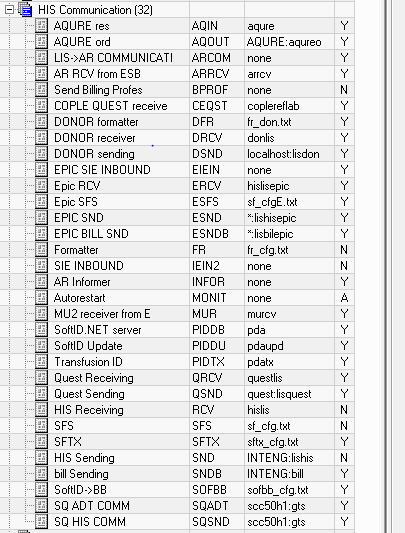 HIS Communication (32)
AQURE res AQIN aqure Y
AQURE ord AQOUT AQURE:aqureo Y
LIS->AR COMMUNICATI ARCOM none Y
AR RCV from ESB ARRCV arrcv Y
Send Billing Profes BPROF none N
COPLE QUEST receive CEQST coplereflab Y
DONOR formatter DFR fr_don.txt Y
DONOR receiver DRCV donlis Y
DONOR sending DSND localhost:lisdon Y
EPIC SIE INBOUND EIEIN none Y
Epic RCV ERCV hislisepic Y
Epic SFS ESFS sf_cfgE.txt Y
EPIC SND ESND *:lishisepic Y
EPIC BILL SND ESNDB *:lisbilepic Y
Formatter FR fr_cfg.txt N
SIE INBOUND IEIN2 none N
AR Informer INFOR none Y
Autorestart MONIT none A
MU2 receiver from E MUR murcv Y
SoftID.NET server PIDDB pda Y
SoftID Update PIDDU pdaupd Y
Transfusion ID PIDTX pdatx Y
Quest Receiving QRCV questlis Y
Quest Sending QSND quest:lisquest Y
HIS Receiving RCV hislis N
SFS SFS sf_cfg.txt N
SFTX SFTX sftx_cfg.txt Y
HIS Sending SND INTENG:lishis N
bill Sending SNDB INTENG:bill Y
SoftID->BB SOFBB sofbb_cfg.txt Y
SQ ADT COMM SQADT scc50h1:gts Y
SQ HIS COMM SQSND scc50h1:gts Y